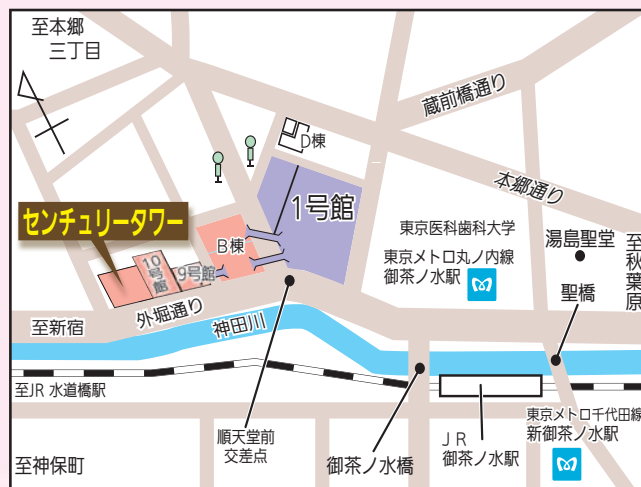 至本郷
三丁目
蔵前橋通り
D棟
本郷通り
1号館
センチュリータワー
東京医科歯科大学
B棟
湯島聖堂
至秋葉原
東京メトロ丸ノ内線
御茶ノ水駅
10号館
9号館
聖橋
外堀通り
至新宿
神田川
至JR 水道橋駅
東京メトロ千代田線
新御茶ノ水駅
順天堂前
交差点
御茶ノ水橋
JR
御茶ノ水駅
至神保町